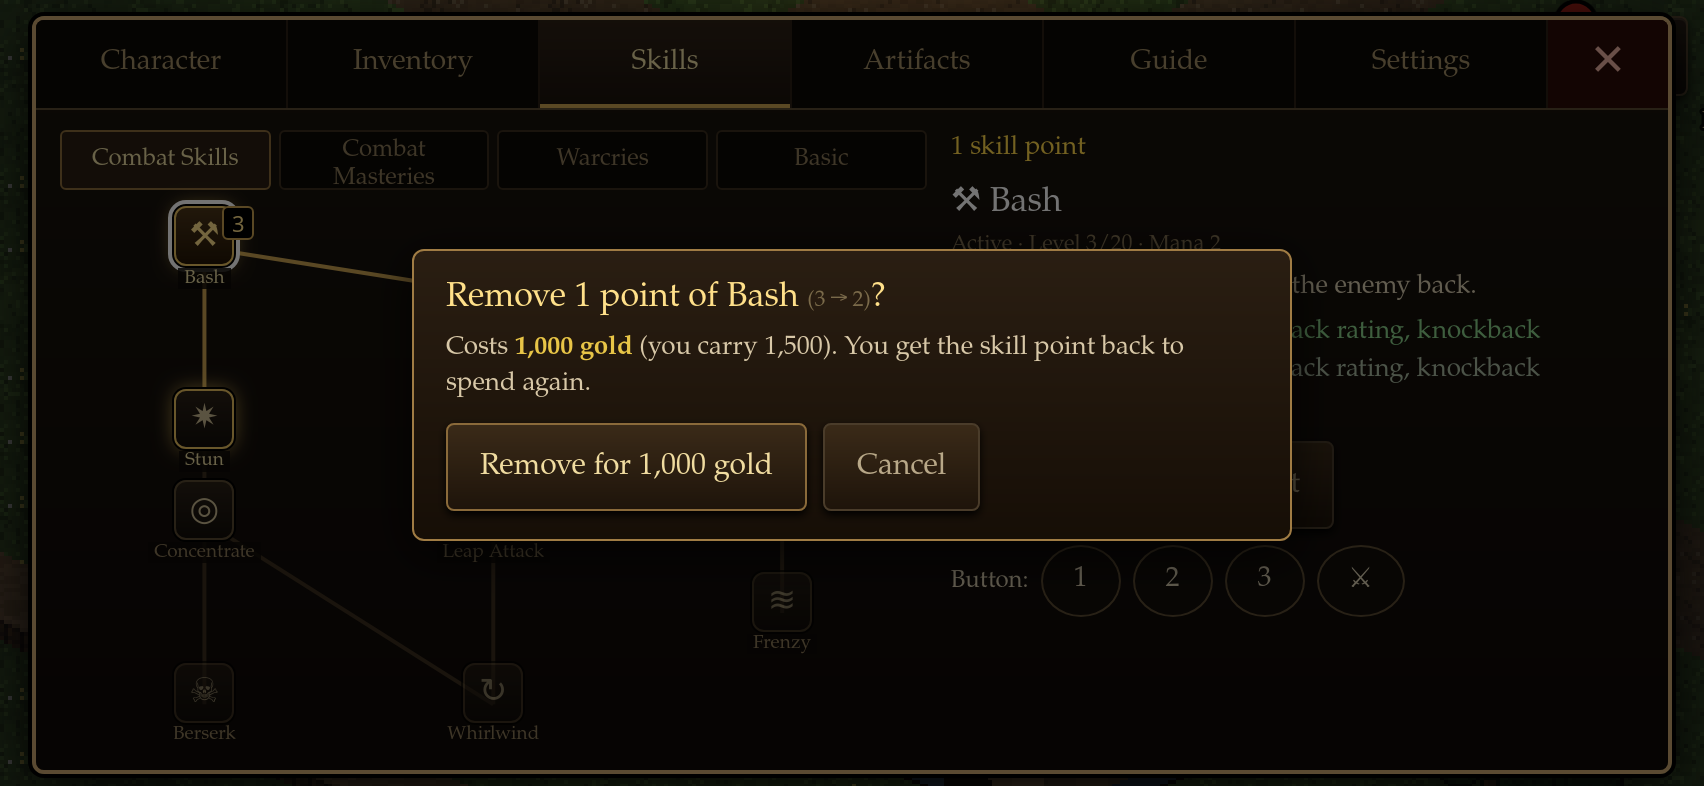 Character
Inventory
Skills
Artifacts
Guide
Settings
✕
Combat Skills
Combat
Masteries
Warcries
Basic
1 skill point
⚒ Bash
Active · Level 3/20 · Mana 2
3
Bash
the enemy back.
ack rating, knockback
ack rating, knockback
Remove 1 point of Bash (3 → 2)?
Costs 1,000 gold (you carry 1,500). You get the skill point back to
spend again.
Remove for 1,000 gold
Cancel
t
Stun
Concentrate
Leap Attack
Button:
1
2
3
Frenzy
Berserk
Whirlwind